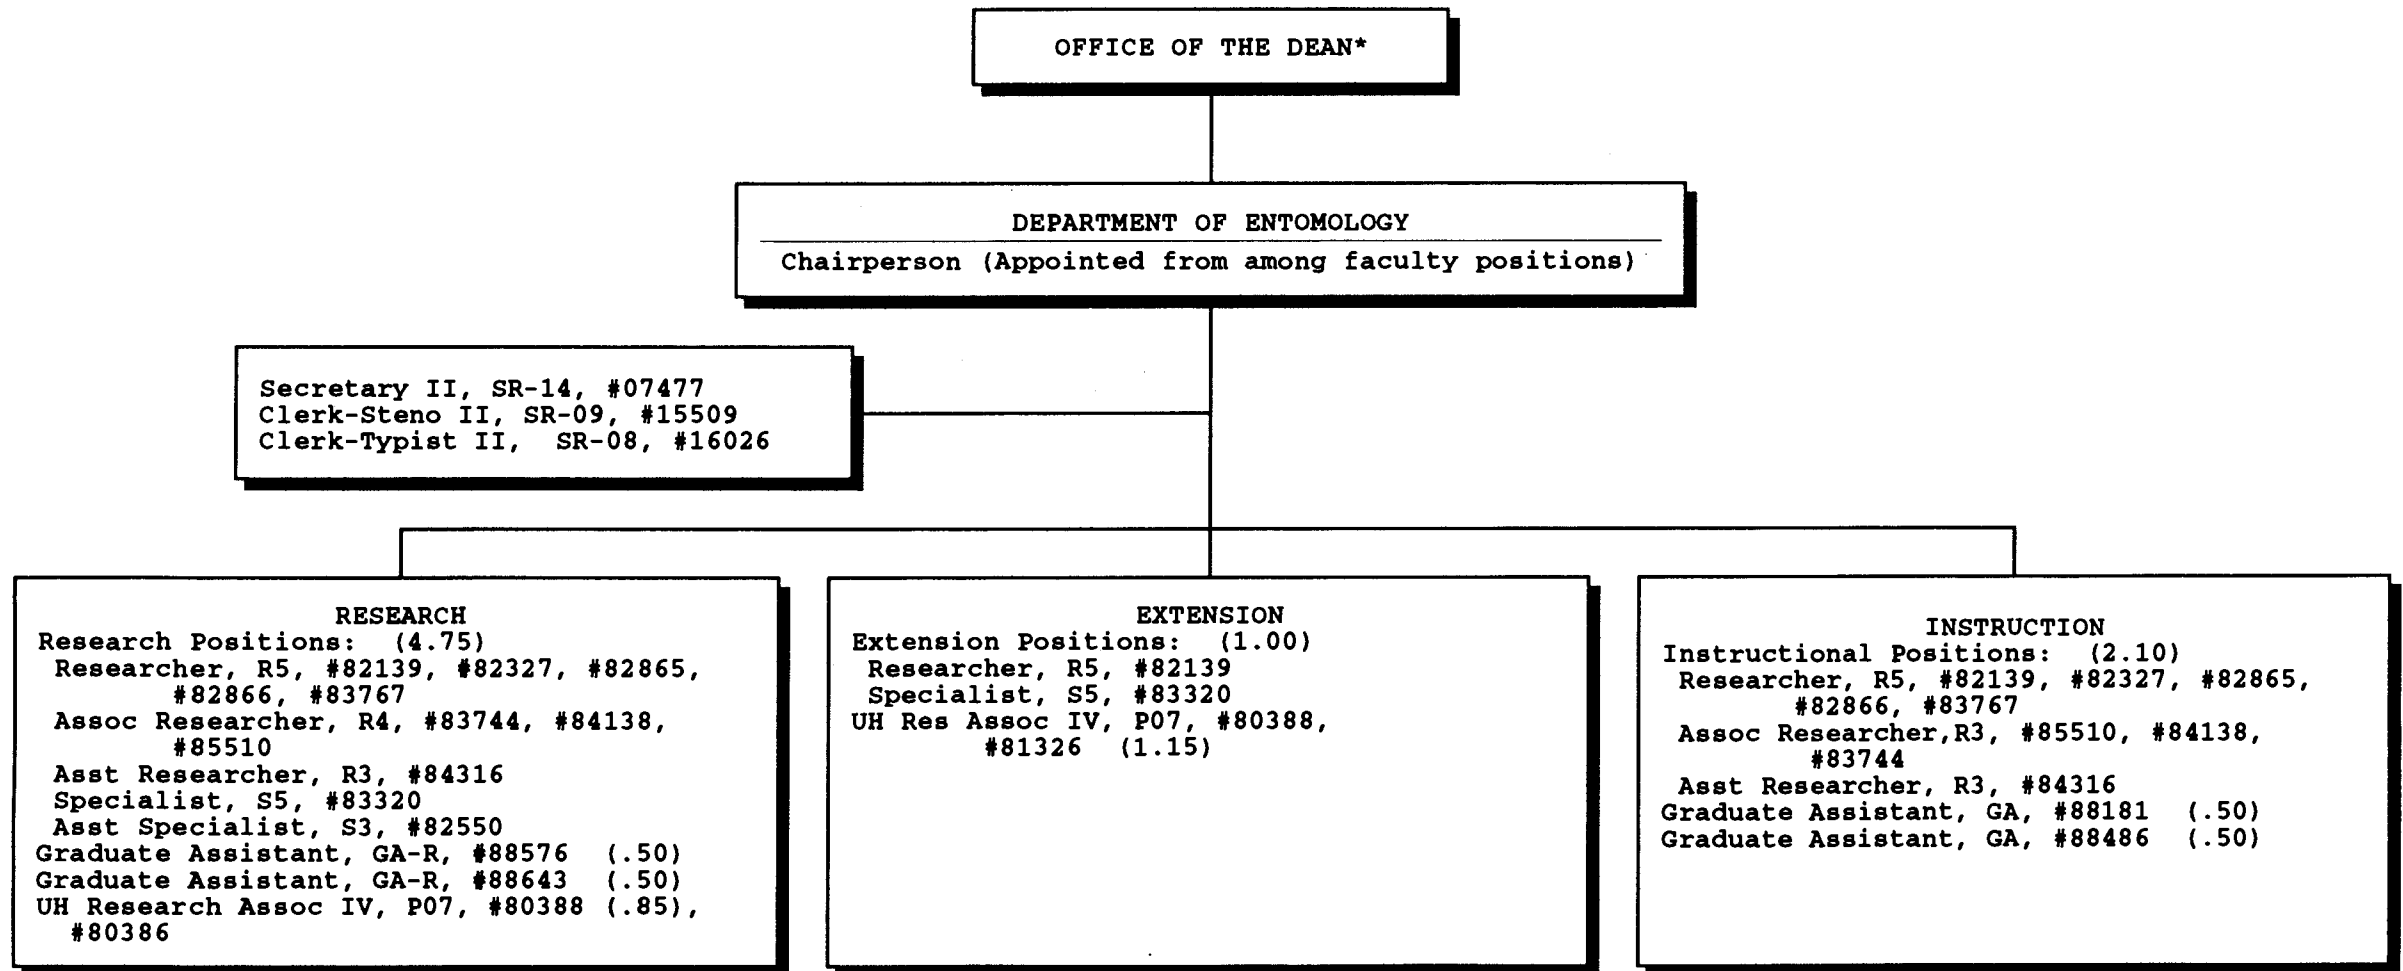 OFFICE OF THE DEAN*
DEPARTMENT OF ENTOMOLOGY
Chairperson (Appointed from among faculty positions)
Secretary II, SR-14, #07477
Clerk-Steno II, SR-09, #15509
Clerk-Typist II, SR-08, #16026
RESEARCH
Research Positions: (4.75)
Researcher, R5, #82139, #82327, #82865,
#82866, #83767
Assoc Researcher, R4, #83744, #84138,
#85510
Asst Researcher, R3, #84316
Specialist, S5, #83320
Asst Specialist, S3, #82550
Graduate Assistant, GA-R, #88576 (.50)
Graduate Assistant, GA-R, #88643 (.50)
UH Research Assoc IV, P07, #80388 (.85),
#80386
EXTENSION
Extension Positions: (1.00)
Researcher, R5, #82139
Specialist, S5, #83320
UH Res Assoc IV, P07, #80388,
#81326 (1.15)
INSTRUCTION
Instructional Positions: (2.10)
Researcher, R5, #82139, #82327, #82865,
#82866, #83767
Assoc Researcher,R3, #85510, #84138,
#83744
Asst Researcher, R3, #84316
Graduate Assistant, GA, #88181 (.50)
Graduate Assistant, GA, #88486 (.50)